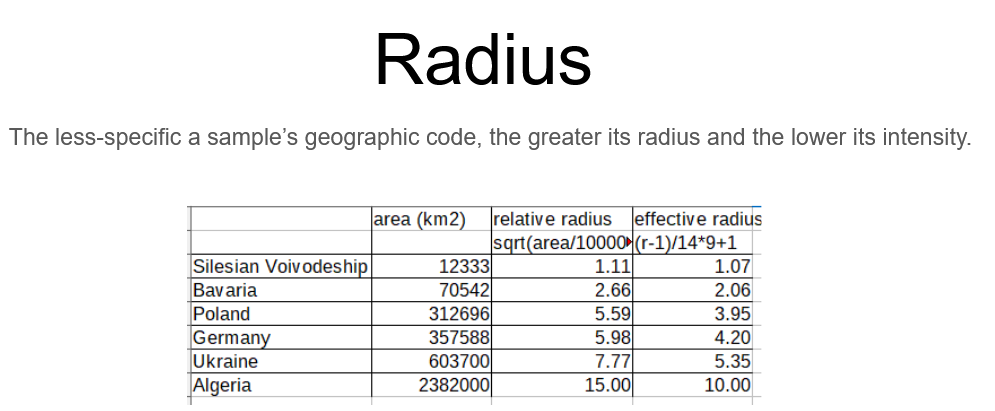 Radius
The less-specific a sample's geographic code, the greater its radius and the lower its intensity.
area (km2) relative radius effective radius
sqrt(area/10000 (r-1)/14*9+1
Silesian Voivodeship 12333 1.11 1.07
Bavaria 70542 2.66 2.06
Poland 312696 5.59 3.95
Germany 357588 5.98 4.20
Ukraine 603700 7.77 5.35
Algeria 2382000 15.00 10.00